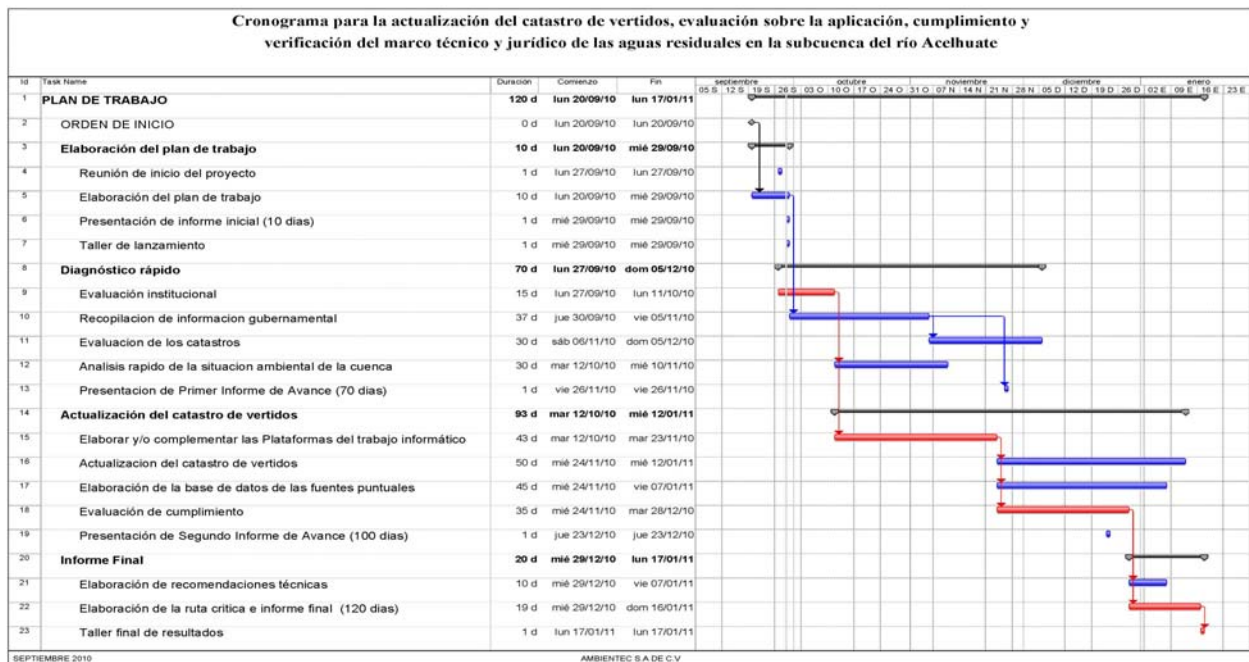 Cronograma para la actualización del catastro de vertidos, evaluación sobre la aplicación, cumplimiento y
verificación del marco técnico y jurídico de las aguas residuales en la subcuenca del río Acelhuate
Id Task Name Duración Comienzo Fin septiembre octubre noviembre diciembre enero
05 S 12 S 19 S 26 S 03 O 10 O 17 O 24 O 31 O 07 N 14 N 21 N 28 N 05 D 12 D 19 D 26 D 02 E 09 E 16 E 23 E
1 PLAN DE TRABAJO 120 d lun 20/09/10 lun 17/01/11
2 ORDEN DE INICIO 0 d lun 20/09/10 lun 20/09/10
3 Elaboración del plan de trabajo 10 d lun 20/09/10 mié 29/09/10
4 Reunión de inicio del proyecto 1 d lun 27/09/10 lun 27/09/10
5 Elaboración del plan de trabajo 10 d lun 20/09/10 mié 29/09/10
6 Presentación de informe inicial (10 dias) 1 d mié 29/09/10 mié 29/09/10
7 Taller de lanzamiento 1 d mié 29/09/10 mié 29/09/10
8 Diagnóstico rápido 70 d lun 27/09/10 dom 05/12/10
9 Evaluación institucional 15 d lun 27/09/10 lun 11/10/10
10 Recopilacion de informacion gubernamental 37 d jue 30/09/10 vie 05/11/10
11 Evaluacion de los catastros 30 d sáb 06/11/10 dom 05/12/10
12 Analisis rapido de la situacion ambiental de la cuenca 30 d mar 12/10/10 mié 10/11/10
13 Presentacion de Primer Informe de Avance (70 dias) 1 d vie 26/11/10 vie 26/11/10
14 Actualización del catastro de vertidos 93 d mar 12/10/10 mié 12/01/11
15 Elaborar y/o complementar las Plataformas del trabajo informático 43 d mar 12/10/10 mar 23/11/10
16 Actualizacion del catastro de vertidos 50 d mié 24/11/10 mié 12/01/11
17 Elaboración de la base de datos de las fuentes puntuales 45 d mié 24/11/10 vie 07/01/11
18 Evaluación de cumplimiento 35 d mié 24/11/10 mar 28/12/10
19 Presentación de Segundo Informe de Avance (100 dias) 1 d jue 23/12/10 jue 23/12/10
20 Informe Final 20 d mié 29/12/10 lun 17/01/11
21 Elaboración de recomendaciones técnicas 10 d mié 29/12/10 vie 07/01/11
22 Elaboración de la ruta critica e informe final (120 dias) 19 d mié 29/12/10 dom 16/01/11
23 Taller final de resultados 1 d lun 17/01/11 lun 17/01/11
SEPTIEMBRE 2010 AMBIENTEC S.A DE C.V